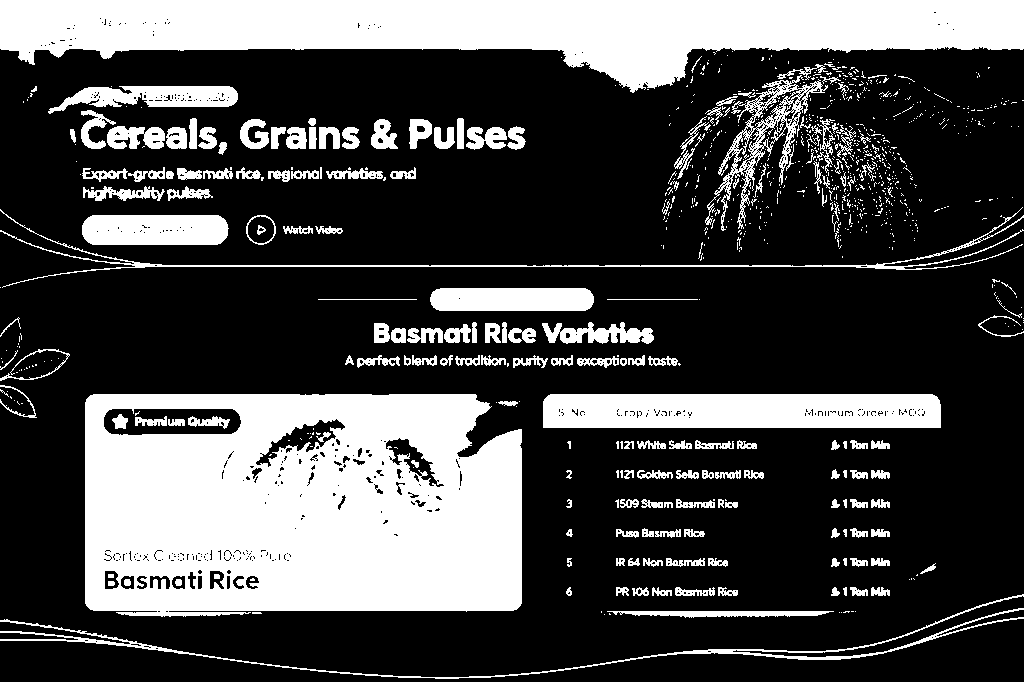 Cereals, Grains & Pulses
Export-grade Basmati rice, regional varieties, and
high-quality pulses.
Watch Video
Basmati Rice Varieties
A perfect blend of tradition, purity and exceptional taste.
Premium Quality
Sortex Cleaned 100% Pure
Basmati Rice
S. No Crop / Variety Minimum Order / MOQ
1 1121 White Sella Basmati Rice 1 Ton Min
2 1121 Golden Sella Basmati Rice 1 Ton Min
3 1509 Steam Basmati Rice 1 Ton Min
4 Pusa Basmati Rice 1 Ton Min
5 IR 64 Non Basmati Rice 1 Ton Min
6 PR 106 Non Basmati Rice 1 Ton Min